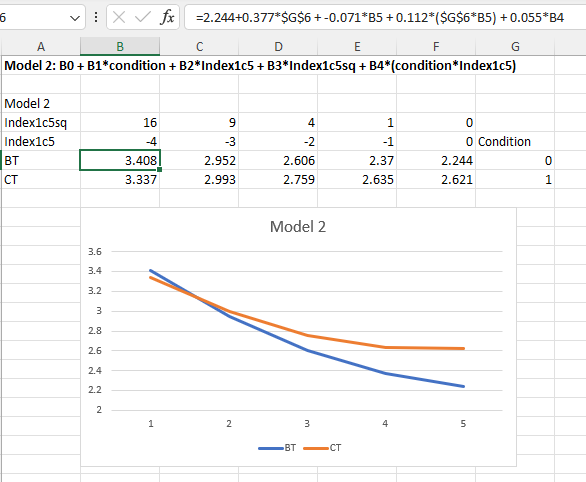 6 fx =2.244+0.377*$G$6 + -0.071*B5 + 0.112*($G$6*B5) + 0.055*B4
A B C D E F G
Model 2: B0 + B1*condition + B2*Index1c5 + B3*Index1c5sq + B4*(condition*Index1c5)
Model 2
Index1c5sq 16 9 4 1 0
Index1c5 -4 -3 -2 -1 0 Condition
BT 3.408 2.952 2.606 2.37 2.244 0
CT 3.337 2.993 2.759 2.635 2.621 1
Model 2
3.6
3.4
3.2
3
2.8
2.6
2.4
2.2
2
1 2 3 4 5
BT CT